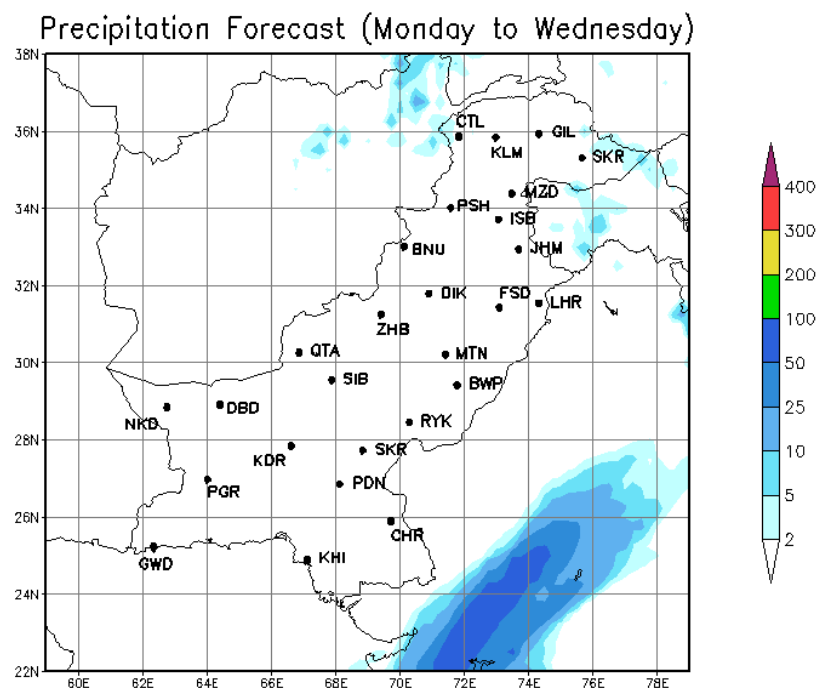 Precipitation Forecast (Monday to Wednesday)
38N
36N
34N
32N
30N
28N
26N
24N
22N
CTL
KLM
GIL
SKR
MZD
PSH
ISB
BNU
JHM
DIK
FSD
LHR
ZHB
QTA
MTN
SIB
BWP
NKD
DBD
RYK
KDR
SKR
PGR
PDN
CHR
GWD
KHI
60E
62E
64E
66E
68E
70E
72E
74E
76E
78E
400
300
200
100
50
25
10
5
2